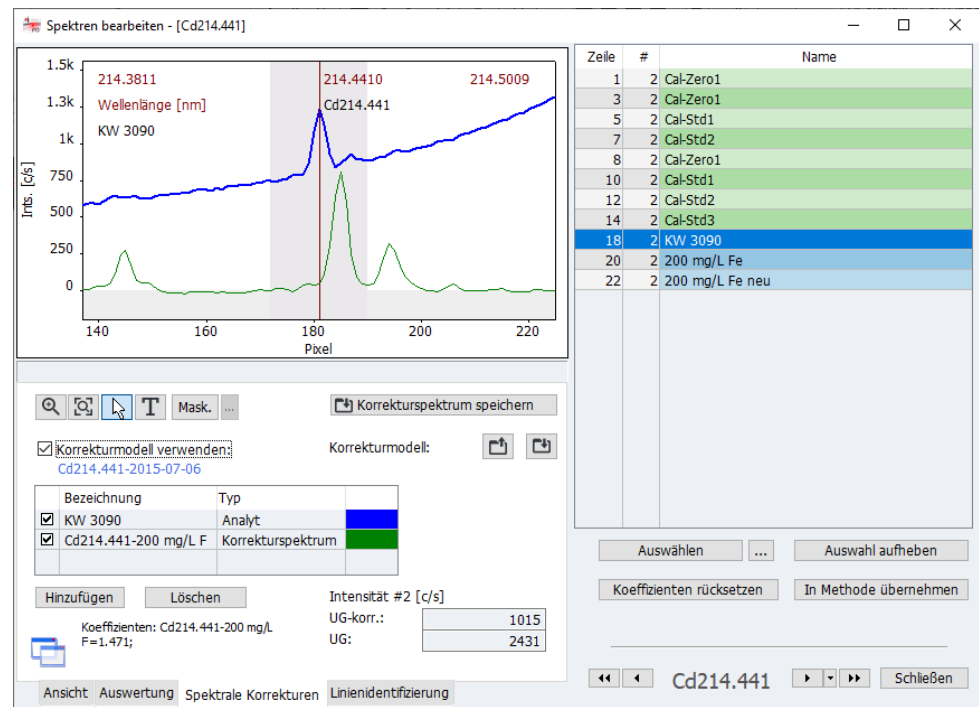 Spektren bearbeiten - [Cd214.441]
1.5k
1.3k
1k
750
500
250
0
Ints. [c/s]
214.3811
214.4410
214.5009
Wellenlänge [nm]
Cd214.441
KW 3090
140
160
180
200
220
Pixel
Mask.
...
Korrekturspektrum speichern
Korrekturmodell verwenden:
Korrekturmodell:
Cd214.441-2015-07-06
Bezeichnung Typ
KW 3090 Analyt
Cd214.441-200 mg/L F Korrekturspektrum
Hinzufügen
Löschen
Intensität #2 [c/s]
Koeffizienten: Cd214.441-200 mg/L
F=1.471;
UG-korr.: 1015
UG: 2431
Ansicht
Auswertung
Spektrale Korrekturen
Linienidentifizierung
Zeile # Name
1 2 Cal-Zero1
3 2 Cal-Zero1
5 2 Cal-Std1
7 2 Cal-Std2
8 2 Cal-Zero1
10 2 Cal-Std1
12 2 Cal-Std2
14 2 Cal-Std3
18 2 KW 3090
20 2 200 mg/L Fe
22 2 200 mg/L Fe neu
Auswählen
...
Auswahl aufheben
Koeffizienten rücksetzen
In Methode übernehmen
Cd214.441
Schließen